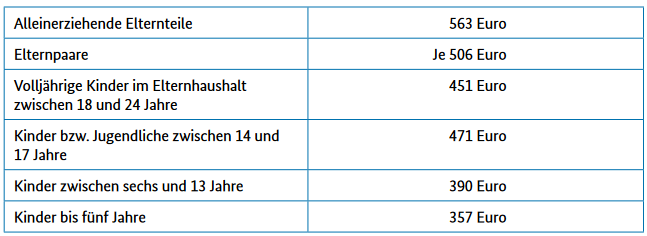 Alleinerziehende Elternteile 563 Euro
Elternpaare Je 506 Euro
Volljährige Kinder im Elternhaushalt 451 Euro
zwischen 18 und 24 Jahre
Kinder bzw. Jugendliche zwischen 14 und 471 Euro
17 Jahre
Kinder zwischen sechs und 13 Jahre 390 Euro
Kinder bis fünf Jahre 357 Euro